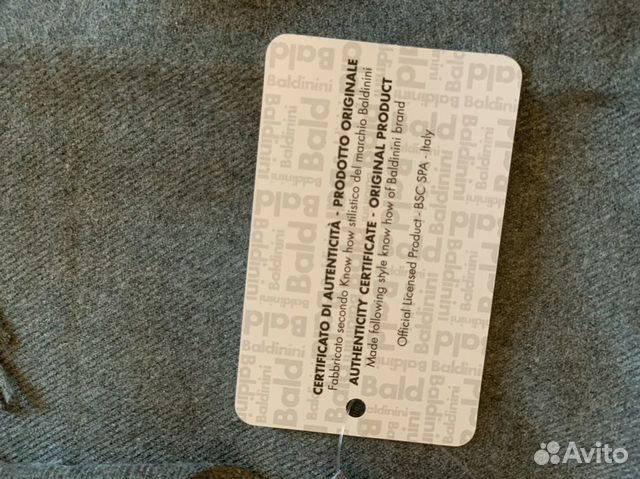 CERTIFICATO DI AUTENTICITÀ - PRODOTTO ORIGINALE
Fabbricato secondo Know how stilistico del marchio Baldinini
AUTHENTICITY CERTIFICATE - ORIGINAL PRODUCT
Made following style know how of Baldinini brand
Official Licensed Product - BSC SPA - Italy
Avito